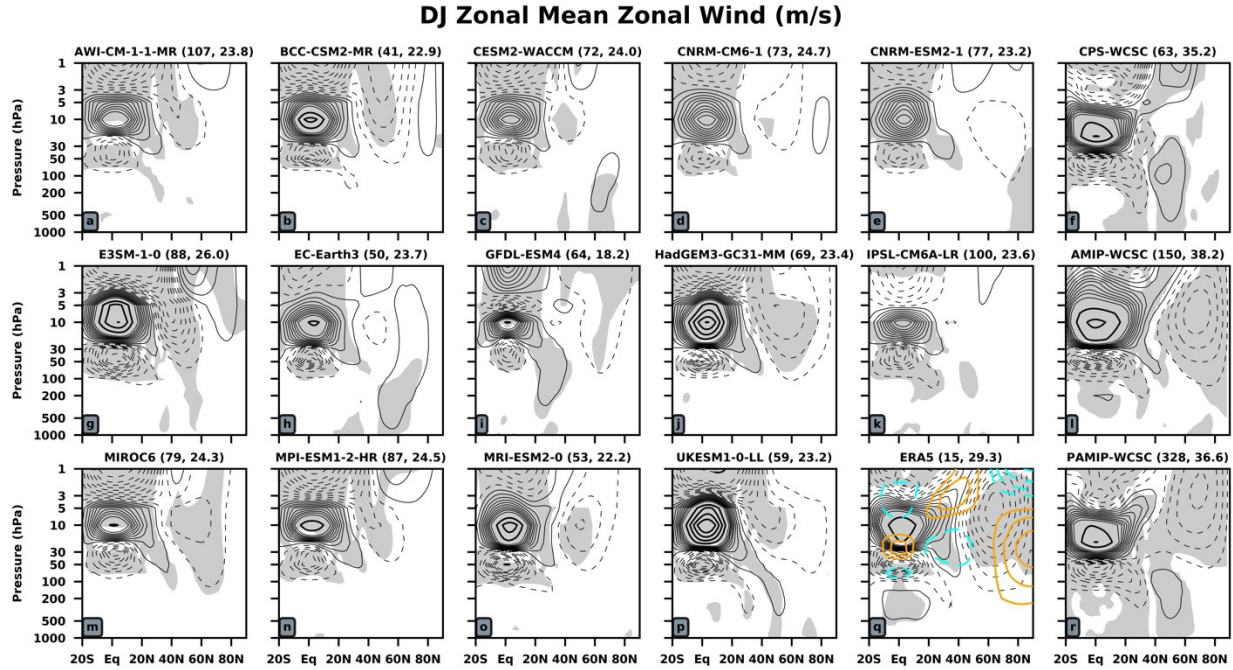 DJ Zonal Mean Zonal Wind (m/s)
AWI-CM-1-1-MR (107, 23.8)
BCC-CSM2-MR (41, 22.9)
CESM2-WACCM (72, 24.0)
CNRM-CM6-1 (73, 24.7)
CNRM-ESM2-1 (77, 23.2)
CPS-WCSC (63, 35.2)
Pressure (hPa)
1
3
5
10
30
50
100
200
500
1000
a
b
c
d
e
f
E3SM-1-0 (88, 26.0)
EC-Earth3 (50, 23.7)
GFDL-ESM4 (64, 18.2)
HadGEM3-GC31-MM (69, 23.4)
IPSL-CM6A-LR (100, 23.6)
AMIP-WCSC (150, 38.2)
Pressure (hPa)
1
3
5
10
30
50
100
200
500
1000
g
h
i
j
k
l
MIROC6 (79, 24.3)
MPI-ESM1-2-HR (87, 24.5)
MRI-ESM2-0 (53, 22.2)
UKESM1-0-LL (59, 23.2)
ERA5 (15, 29.3)
PAMIP-WCSC (328, 36.6)
Pressure (hPa)
1
3
5
10
30
50
100
200
500
1000
m
n
o
p
q
r
20S Eq 20N 40N 60N 80N
20S Eq 20N 40N 60N 80N
20S Eq 20N 40N 60N 80N
20S Eq 20N 40N 60N 80N
20S Eq 20N 40N 60N 80N
20S Eq 20N 40N 60N 80N